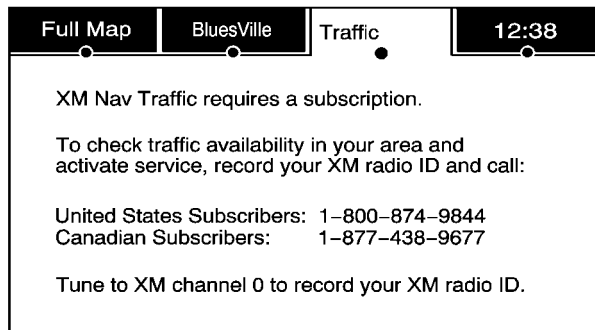 Full Map BluesVille Traffic 12:38
XM Nav Traffic requires a subscription.
To check traffic availability in your area and
activate service, record your XM radio ID and call:
United States Subscribers: 1–800–874–9844
Canadian Subscribers: 1–877–438–9677
Tune to XM channel 0 to record your XM radio ID.